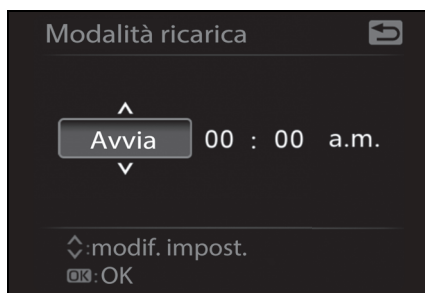 Modalità ricarica
Avvia 00 : 00 a.m.
:modif. impost.
OK:OK